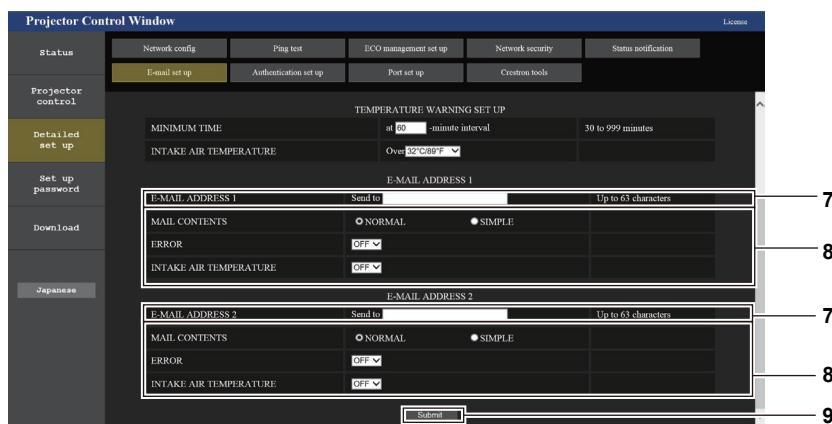 Projector Control Window License
Status Network config Ping test ECO management set up Network security Status notification
E-mail set up Authentication set up Port set up Crestron tools
Projector
control
TEMPERATURE WARNING SET UP
MINIMUM TIME at 60 -minute interval 30 to 999 minutes
Detailed
set up
INTAKE AIR TEMPERATURE Over 32°C/89°F
Set up
password
E-MAIL ADDRESS 1
E-MAIL ADDRESS 1 Send to Up to 63 characters 7
MAIL CONTENTS NORMAL SIMPLE
Download
ERROR OFF 8
INTAKE AIR TEMPERATURE OFF
Japanese
E-MAIL ADDRESS 2
E-MAIL ADDRESS 2 Send to Up to 63 characters 7
MAIL CONTENTS NORMAL SIMPLE
ERROR OFF
8
INTAKE AIR TEMPERATURE OFF
Submit 9